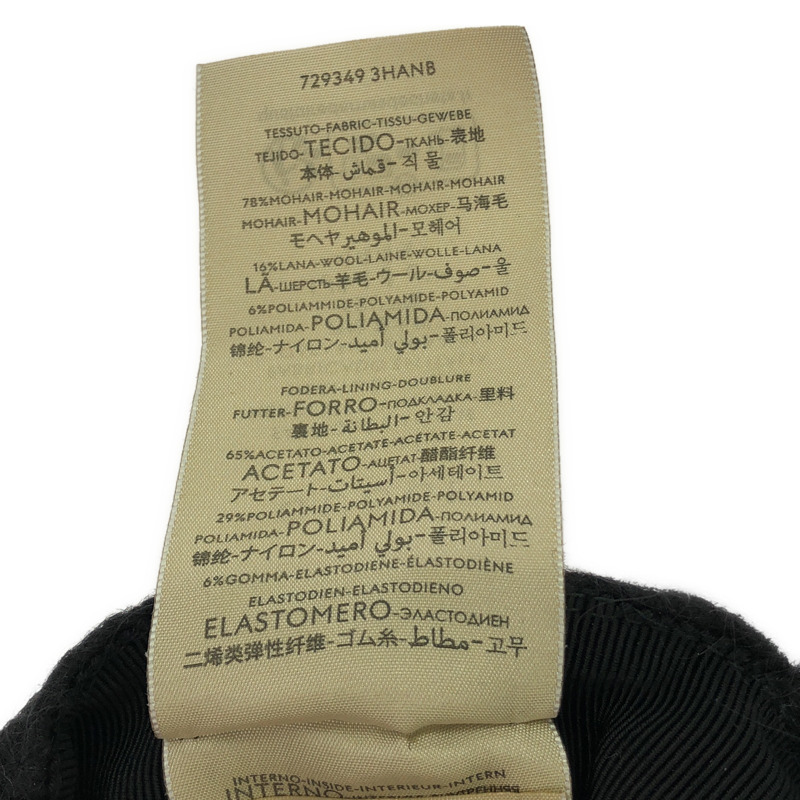 729349 3HANB
TESSUTO-FABRIC-TISSU-GEWEBE
TEJIDO-TECIDO-ТКАНЬ-表地
本体-قماش-직물
78%MOHAIR-MOHAIR-MOHAIR-MOHAIR
MOHAIR-MOHAIR-МОХЕР-马海毛
モヘヤ-الموهير-모헤어
16%LANA-WOOL-LAINE-WOLLE-LANA
LÃ-ШЕРСТЬ-羊毛-ウール-صوف-울
6%POLIAMMIDE-POLYAMIDE-POLYAMID
POLIAMIDA-POLIAMIDA-ПОЛИАМИД
锦纶-ナイロン-بولي أميد-폴리아미드
FODERA-LINING-DOUBLURE
FUTTER-FORRO-ПОДКЛАДКА-里料
裏地-البطانة-안감
65%ACETATO-ACETATE-ACÉTATE-ACETAT
ACETATO-АЦЕТАТ-醋酯纤维
アセテート-أسيتات-아세테이트
29%POLIAMMIDE-POLYAMIDE-POLYAMID
POLIAMIDA-POLIAMIDA-ПОЛИАМИД
锦纶-ナイロン-بولي أميد-폴리아미드
6%GOMMA-ELASTODIENE-ÉLASTODIÈNE
ELASTODIEN-ELASTODIENO
ELASTOMERO-ЭЛАСТОДИЕН
二烯类弹性纤维-ゴム糸-مطاط-고무
INTERNO-INSIDE-INTERIEUR-INTERN
INTERNO